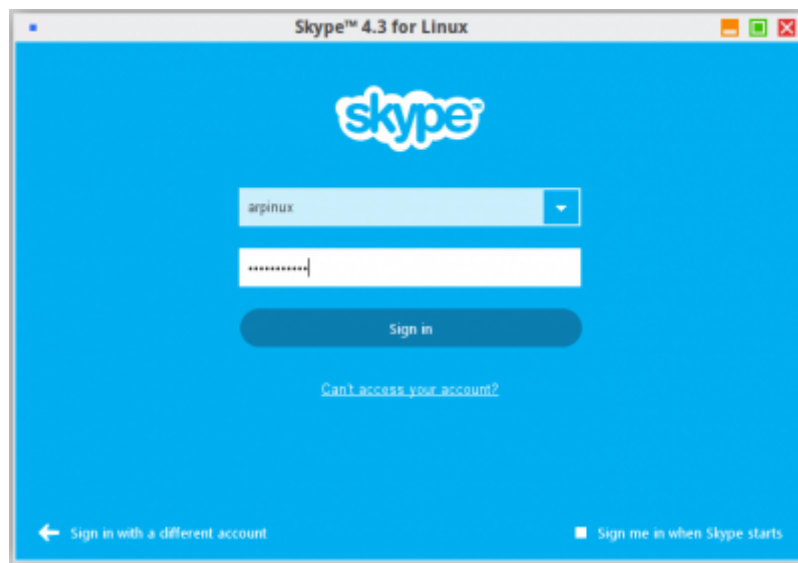 Skype™ 4.3 for Linux
skype™
arpinux
•••••••••••
Sign in
Can't access your account?
Sign in with a different account
Sign me in when Skype starts